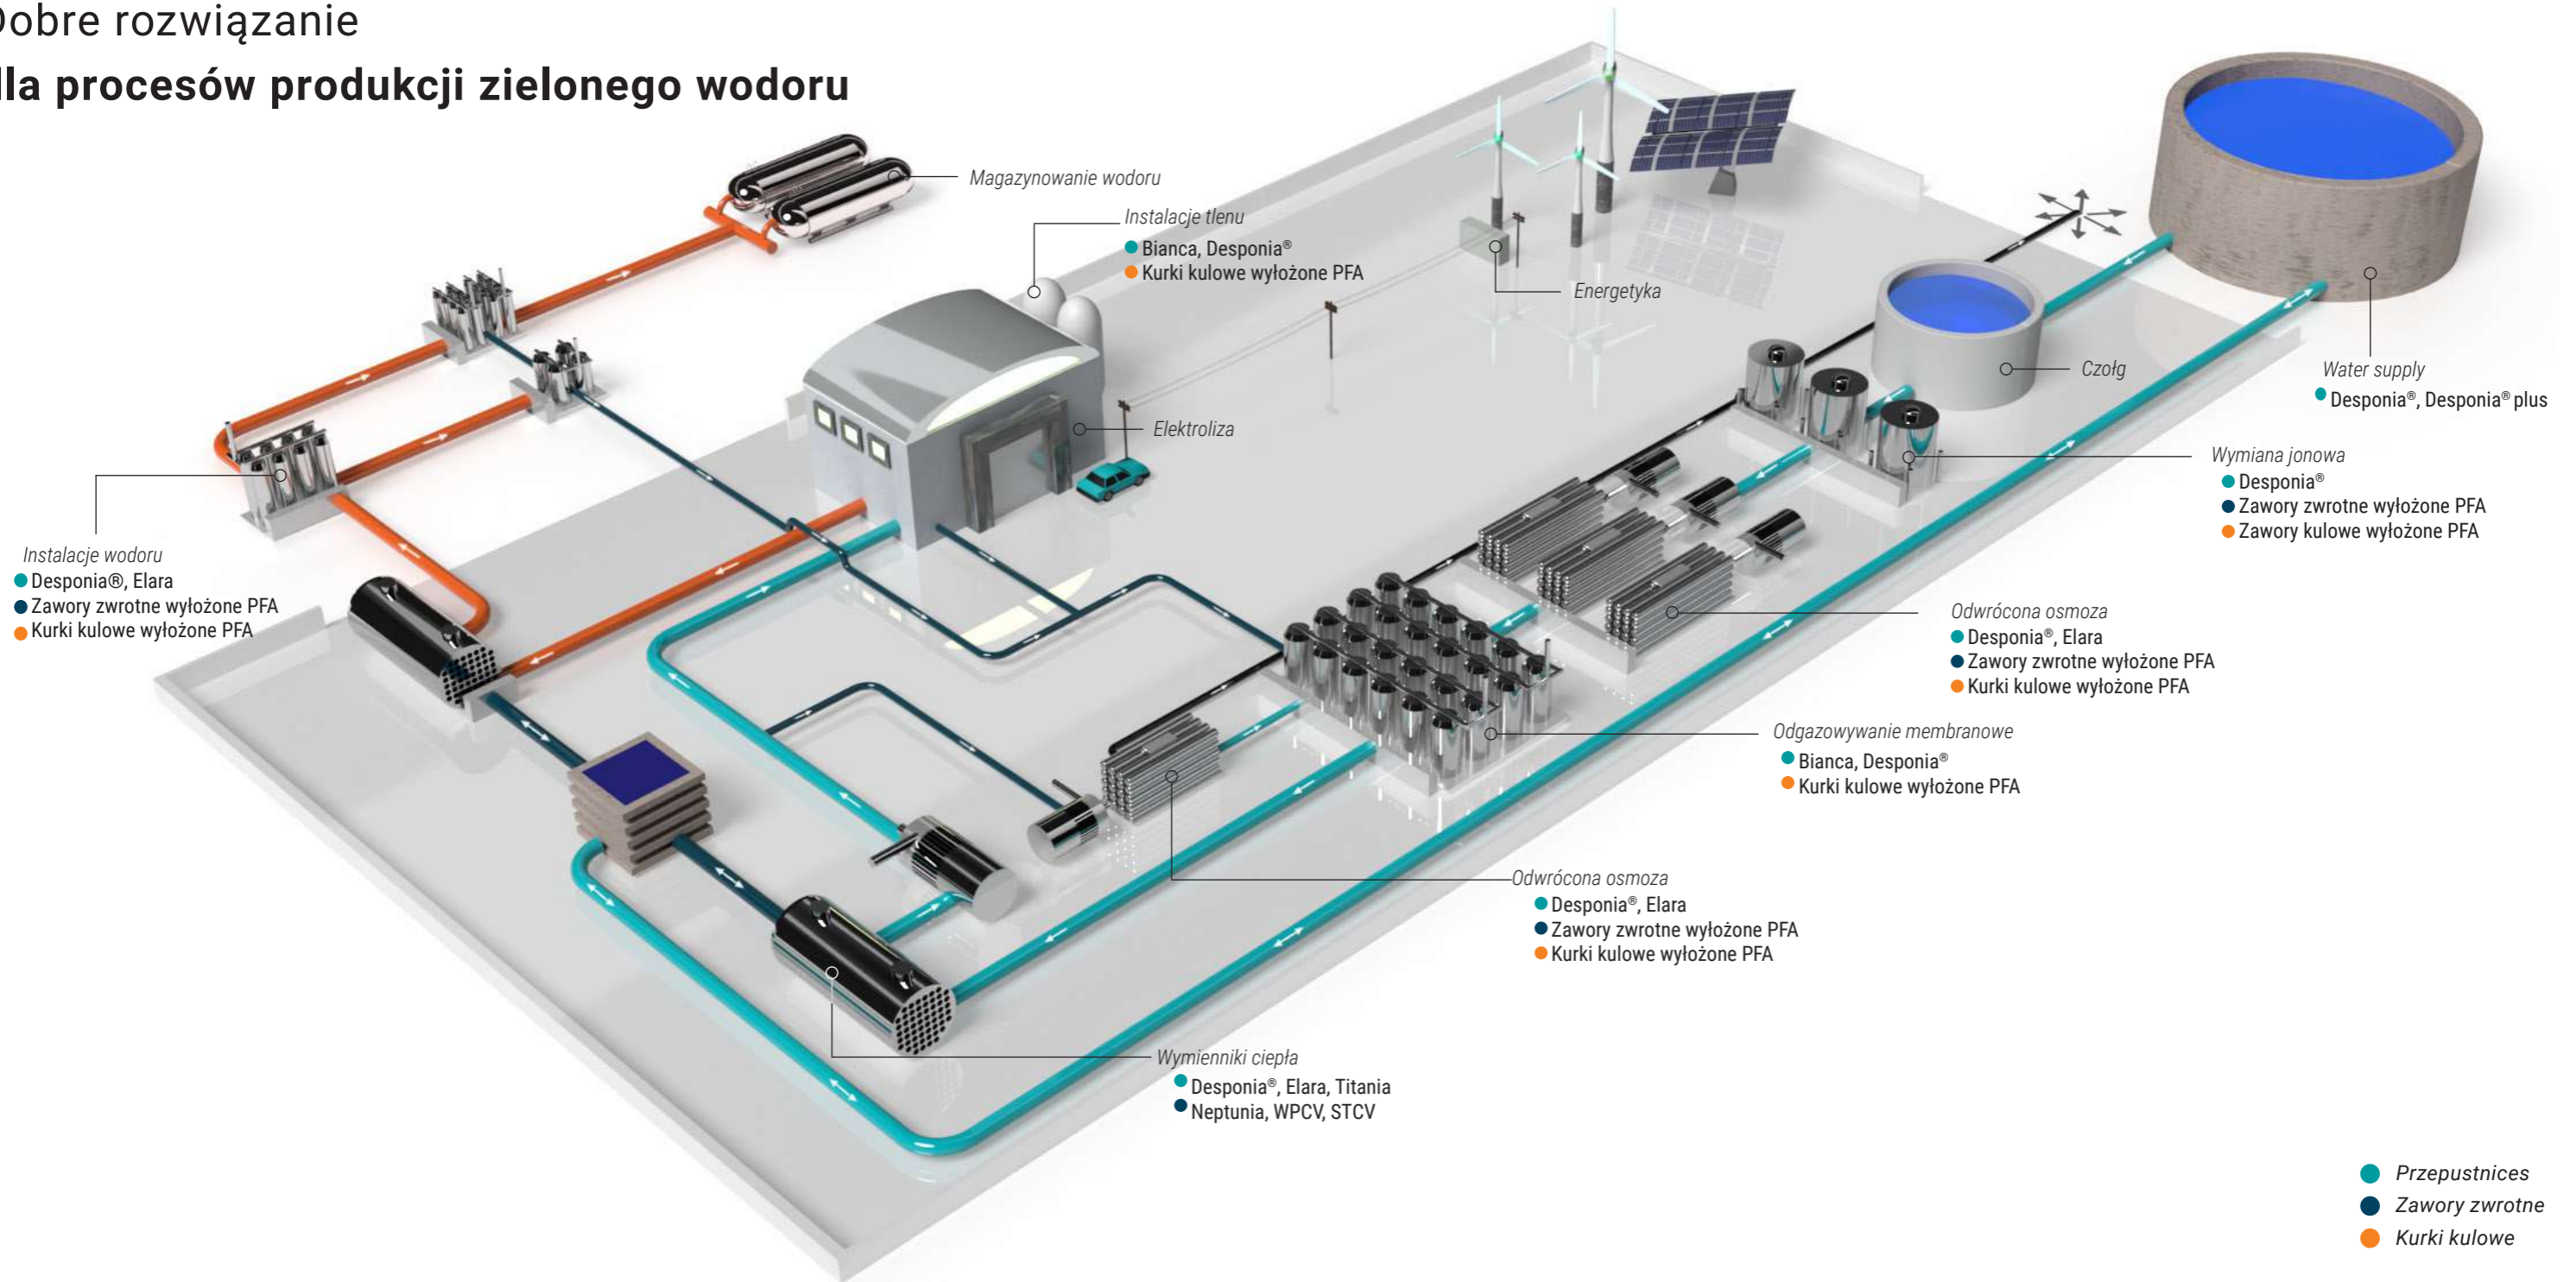 Dobre rozwiązanie
dla procesów produkcji zielonego wodoru
Magazynowanie wodoru
Instalacje tlenu
Bianca, Desponia®
Kurki kulowe wyłożone PFA
Energetyka
Elektroliza
Czołg
Water supply
Desponia®, Desponia® plus
Wymiana jonowa
Desponia®
Zawory zwrotne wyłożone PFA
Zawory kulowe wyłożone PFA
Instalacje wodoru
Desponia®, Elara
Zawory zwrotne wyłożone PFA
Kurki kulowe wyłożone PFA
Odwrócona osmoza
Desponia®, Elara
Zawory zwrotne wyłożone PFA
Kurki kulowe wyłożone PFA
Odgazowywanie membranowe
Bianca, Desponia®
Kurki kulowe wyłożone PFA
Odwrócona osmoza
Desponia®, Elara
Zawory zwrotne wyłożone PFA
Kurki kulowe wyłożone PFA
Wymienniki ciepła
Desponia®, Elara, Titania
Neptunia, WPCV, STCV
Przepustnices
Zawory zwrotne
Kurki kulowe